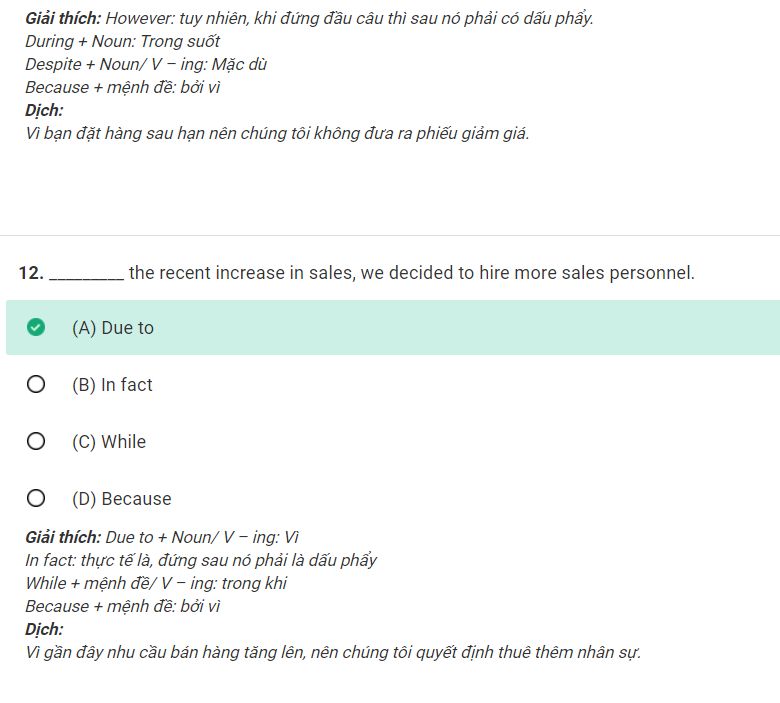 Giải thích: However: tuy nhiên, khi đứng đầu câu thì sau nó phải có dấu phẩy.
During + Noun: Trong suốt
Despite + Noun/ V – ing: Mặc dù
Because + mệnh đề: bởi vì
Dịch:
Vì bạn đặt hàng sau hạn nên chúng tôi không đưa ra phiếu giảm giá.
12. _________ the recent increase in sales, we decided to hire more sales personnel.
(A) Due to
(B) In fact
(C) While
(D) Because
Giải thích: Due to + Noun/ V – ing: Vì
In fact: thực tế là, đứng sau nó phải là dấu phẩy
While + mệnh đề/ V – ing: trong khi
Because + mệnh đề: bởi vì
Dịch:
Vì gần đây nhu cầu bán hàng tăng lên, nên chúng tôi quyết định thuê thêm nhân sự.